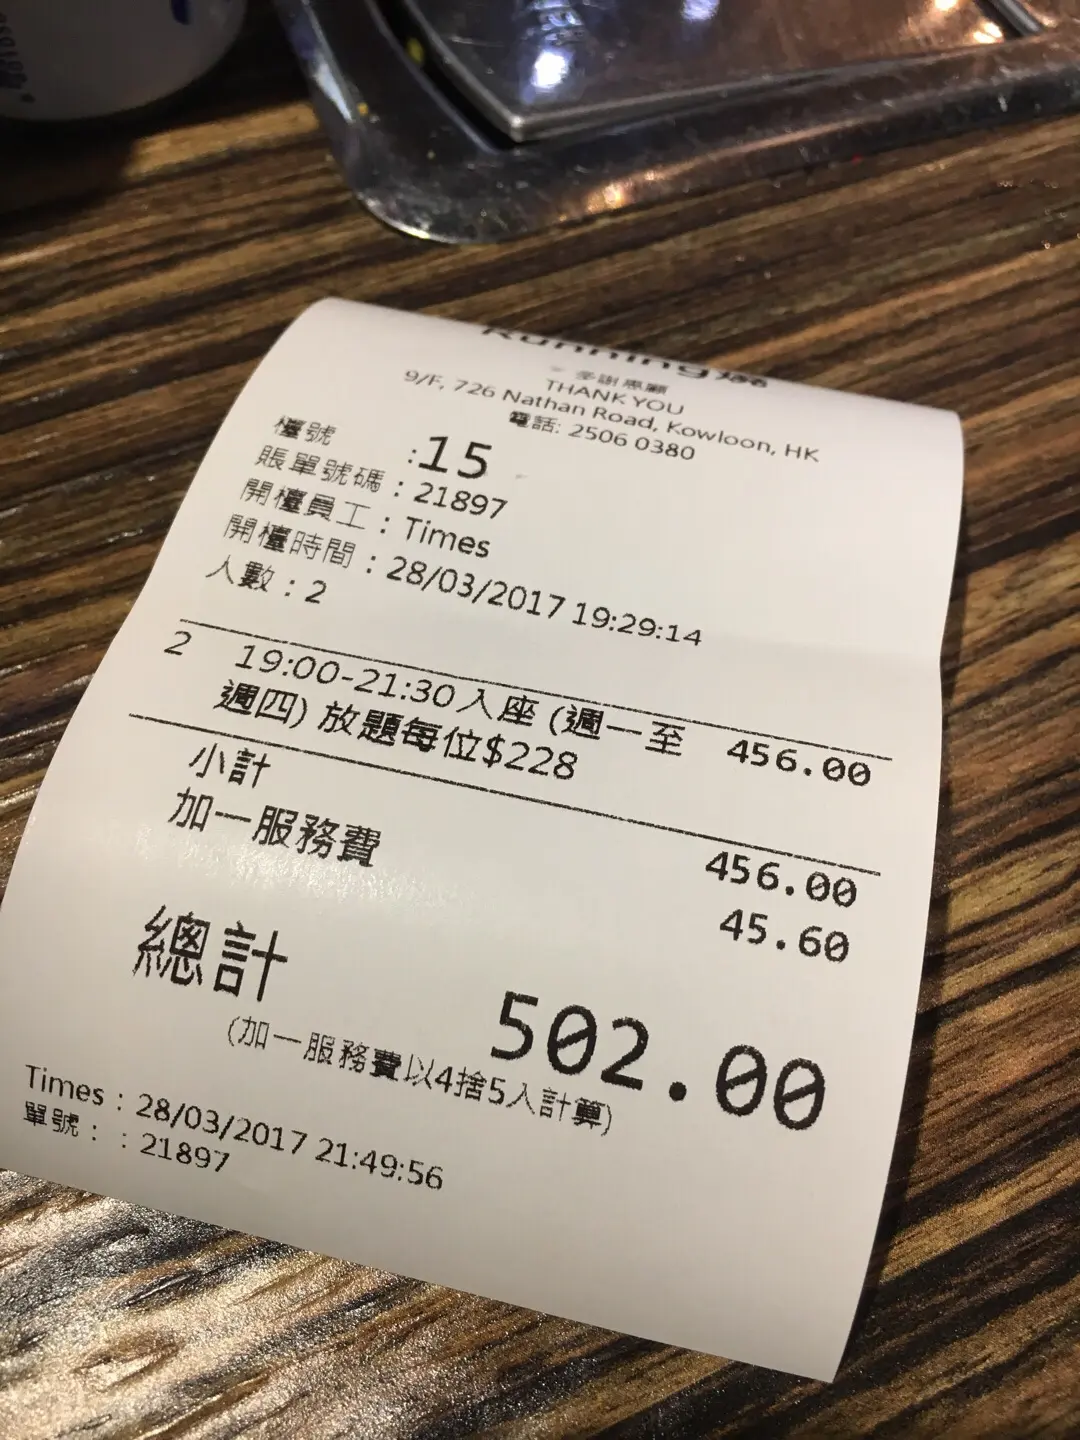 Running
多謝惠顧
THANK YOU
9/F, 726 Nathan Road, Kowloon, HK
電話: 2506 0380
檯號 :15
賬單號碼 : 21897
開檯員工 : Times
開檯時間 : 28/03/2017 19:29:14
人數 : 2
2 19:00-21:30入座 (週一至 456.00
週四) 放題每位$228
小計 456.00
加一服務費 45.60
總計 502.00
(加一服務費以4捨5入計算)
Times : 28/03/2017 21:49:56
單號: : 21897